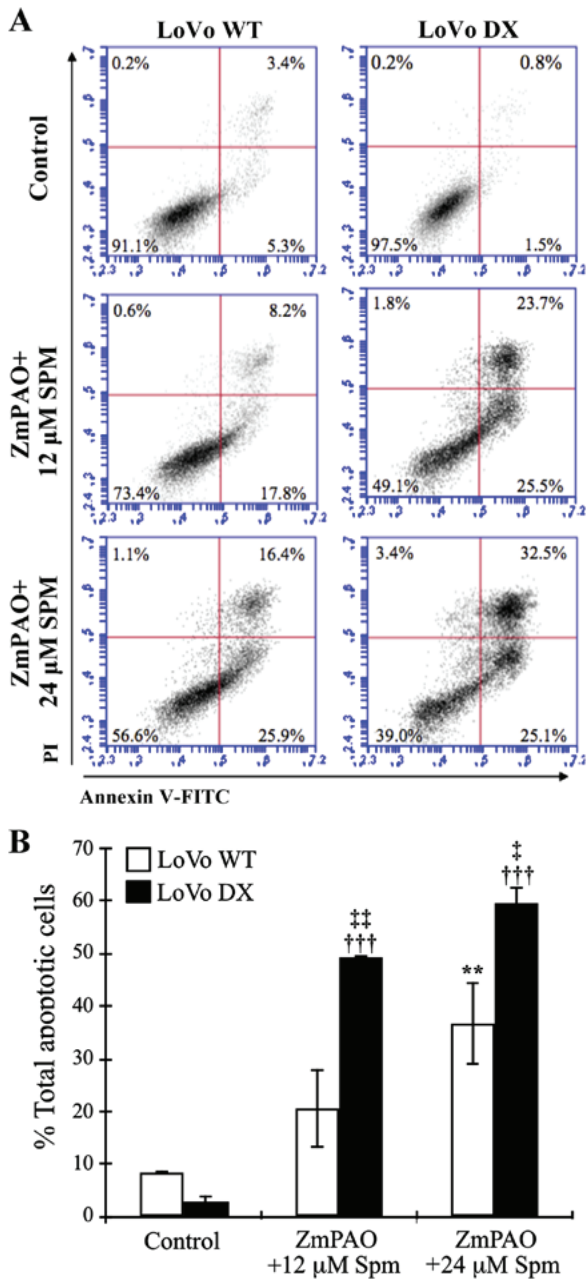 A
LoVo WT
LoVo DX
Control
0.2%
3.4%
91.1%
5.3%
0.2%
0.8%
97.5%
1.5%
ZmPAO+
12 μM SPM
0.6%
8.2%
73.4%
17.8%
1.8%
23.7%
49.1%
25.5%
ZmPAO+
24 μM SPM
1.1%
16.4%
56.6%
25.9%
3.4%
32.5%
39.0%
25.1%
PI
Annexin V-FITC
B
% Total apoptotic cells
70
60
50
40
30
20
10
0
LoVo WT
LoVo DX
‡‡
†††
**
‡
†††
Control
ZmPAO
+12 μM Spm
ZmPAO
+24 μM Spm